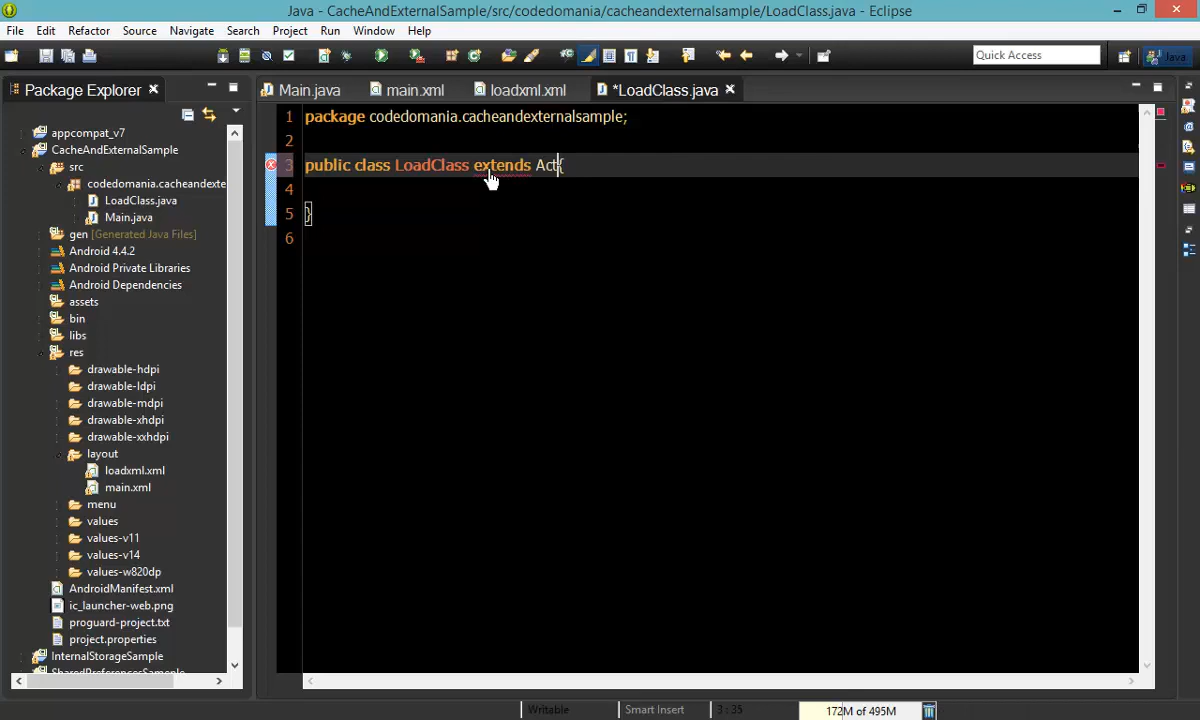 Java - CacheAndExternalSample/src/codedomania/cacheandexternalsample/LoadClass.java - Eclipse
File Edit Refactor Source Navigate Search Project Run Window Help
Quick Access
Java
Package Explorer
Main.java main.xml loadxml.xml *LoadClass.java
appcompat_v7
CacheAndExternalSample
src
codedomania.cacheandexte
LoadClass.java
Main.java
gen [Generated Java Files]
Android 4.4.2
Android Private Libraries
Android Dependencies
assets
bin
libs
res
drawable-hdpi
drawable-ldpi
drawable-mdpi
drawable-xhdpi
drawable-xxhdpi
layout
loadxml.xml
main.xml
menu
values
values-v11
values-v14
values-w820dp
AndroidManifest.xml
ic_launcher-web.png
proguard-project.txt
project.properties
InternalStorageSample
1 package codedomania.cacheandexternalsample;
2
3 public class LoadClass extends Act{
4
5 }
6
Writable Smart Insert 3 : 35 172M of 495M